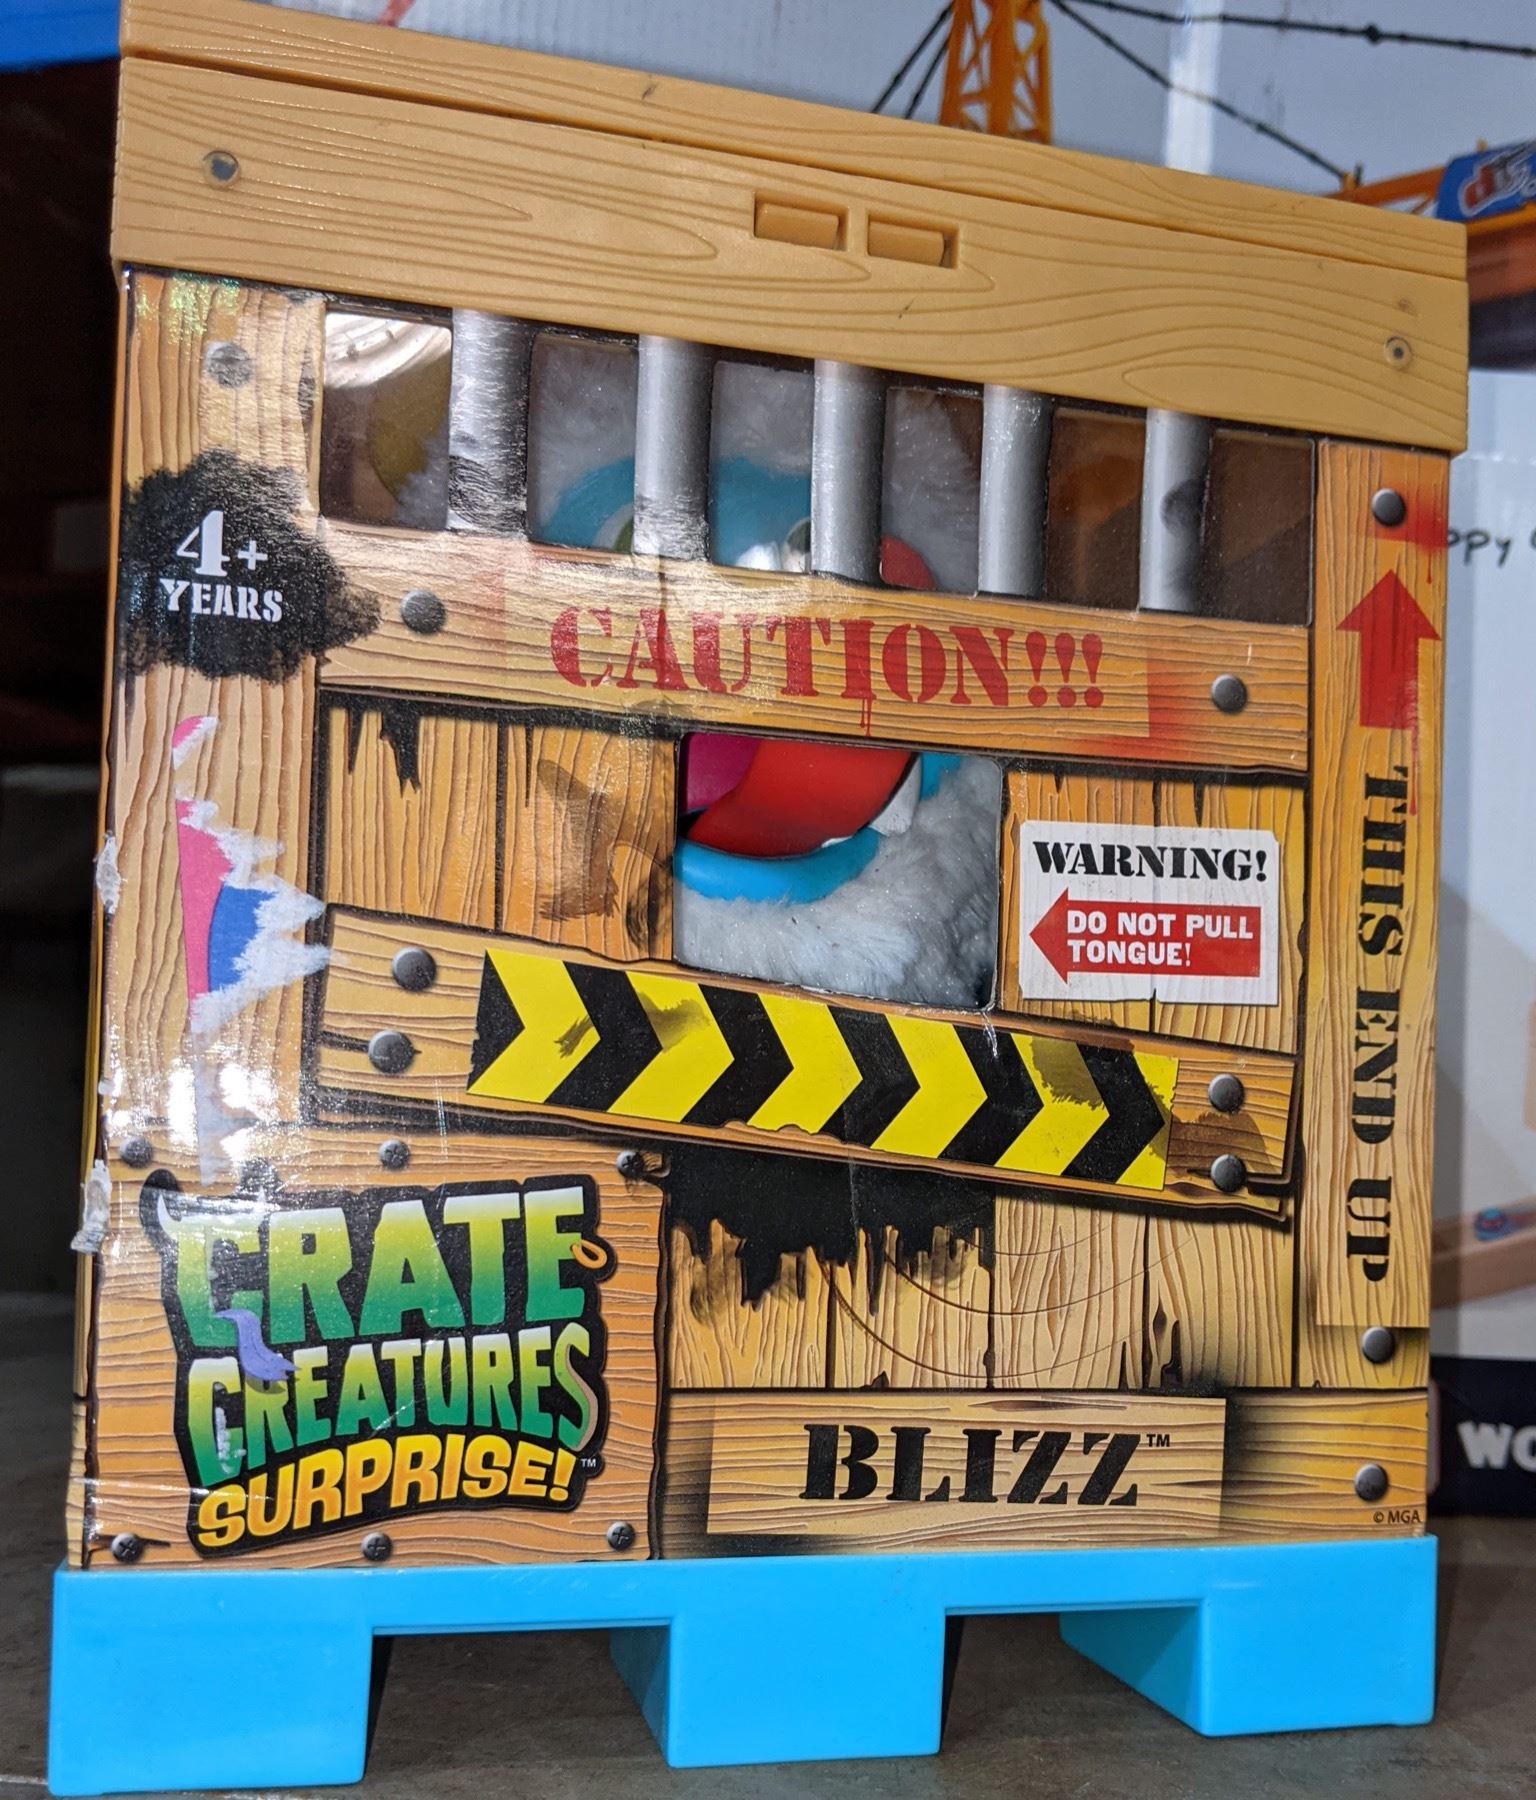 4+
YEARS
CAUTION!!!
WARNING!
DO NOT PULL
TONGUE!
THIS END UP
CRATE
CREATURES
SURPRISE!™
BLIZZ™
© MGA